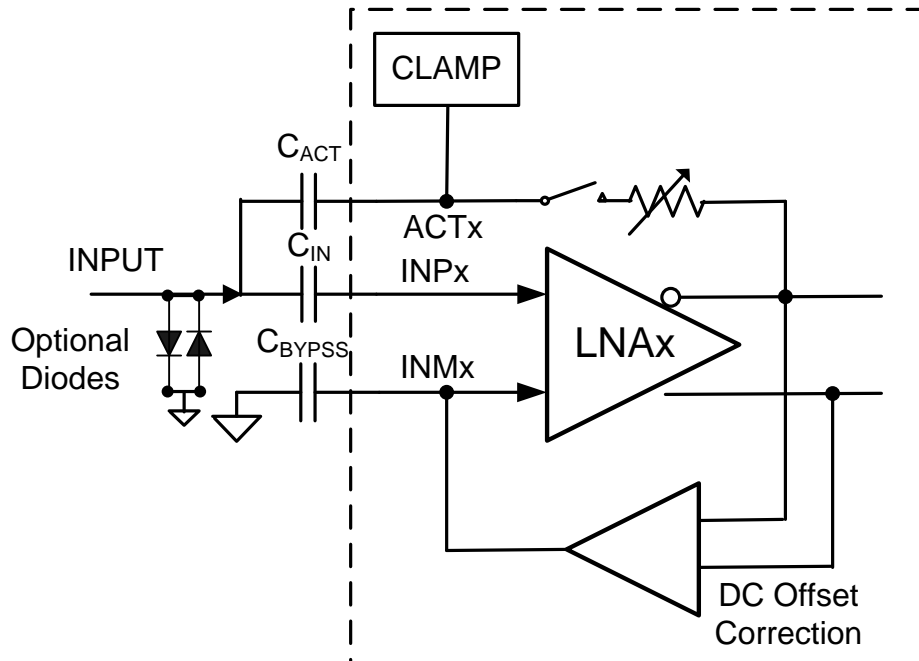 CLAMP
CACT
ACTx
CIN
INPUT
INPx
Optional
Diodes
CBYPSS
INMx
LNAx
DC Offset
Correction